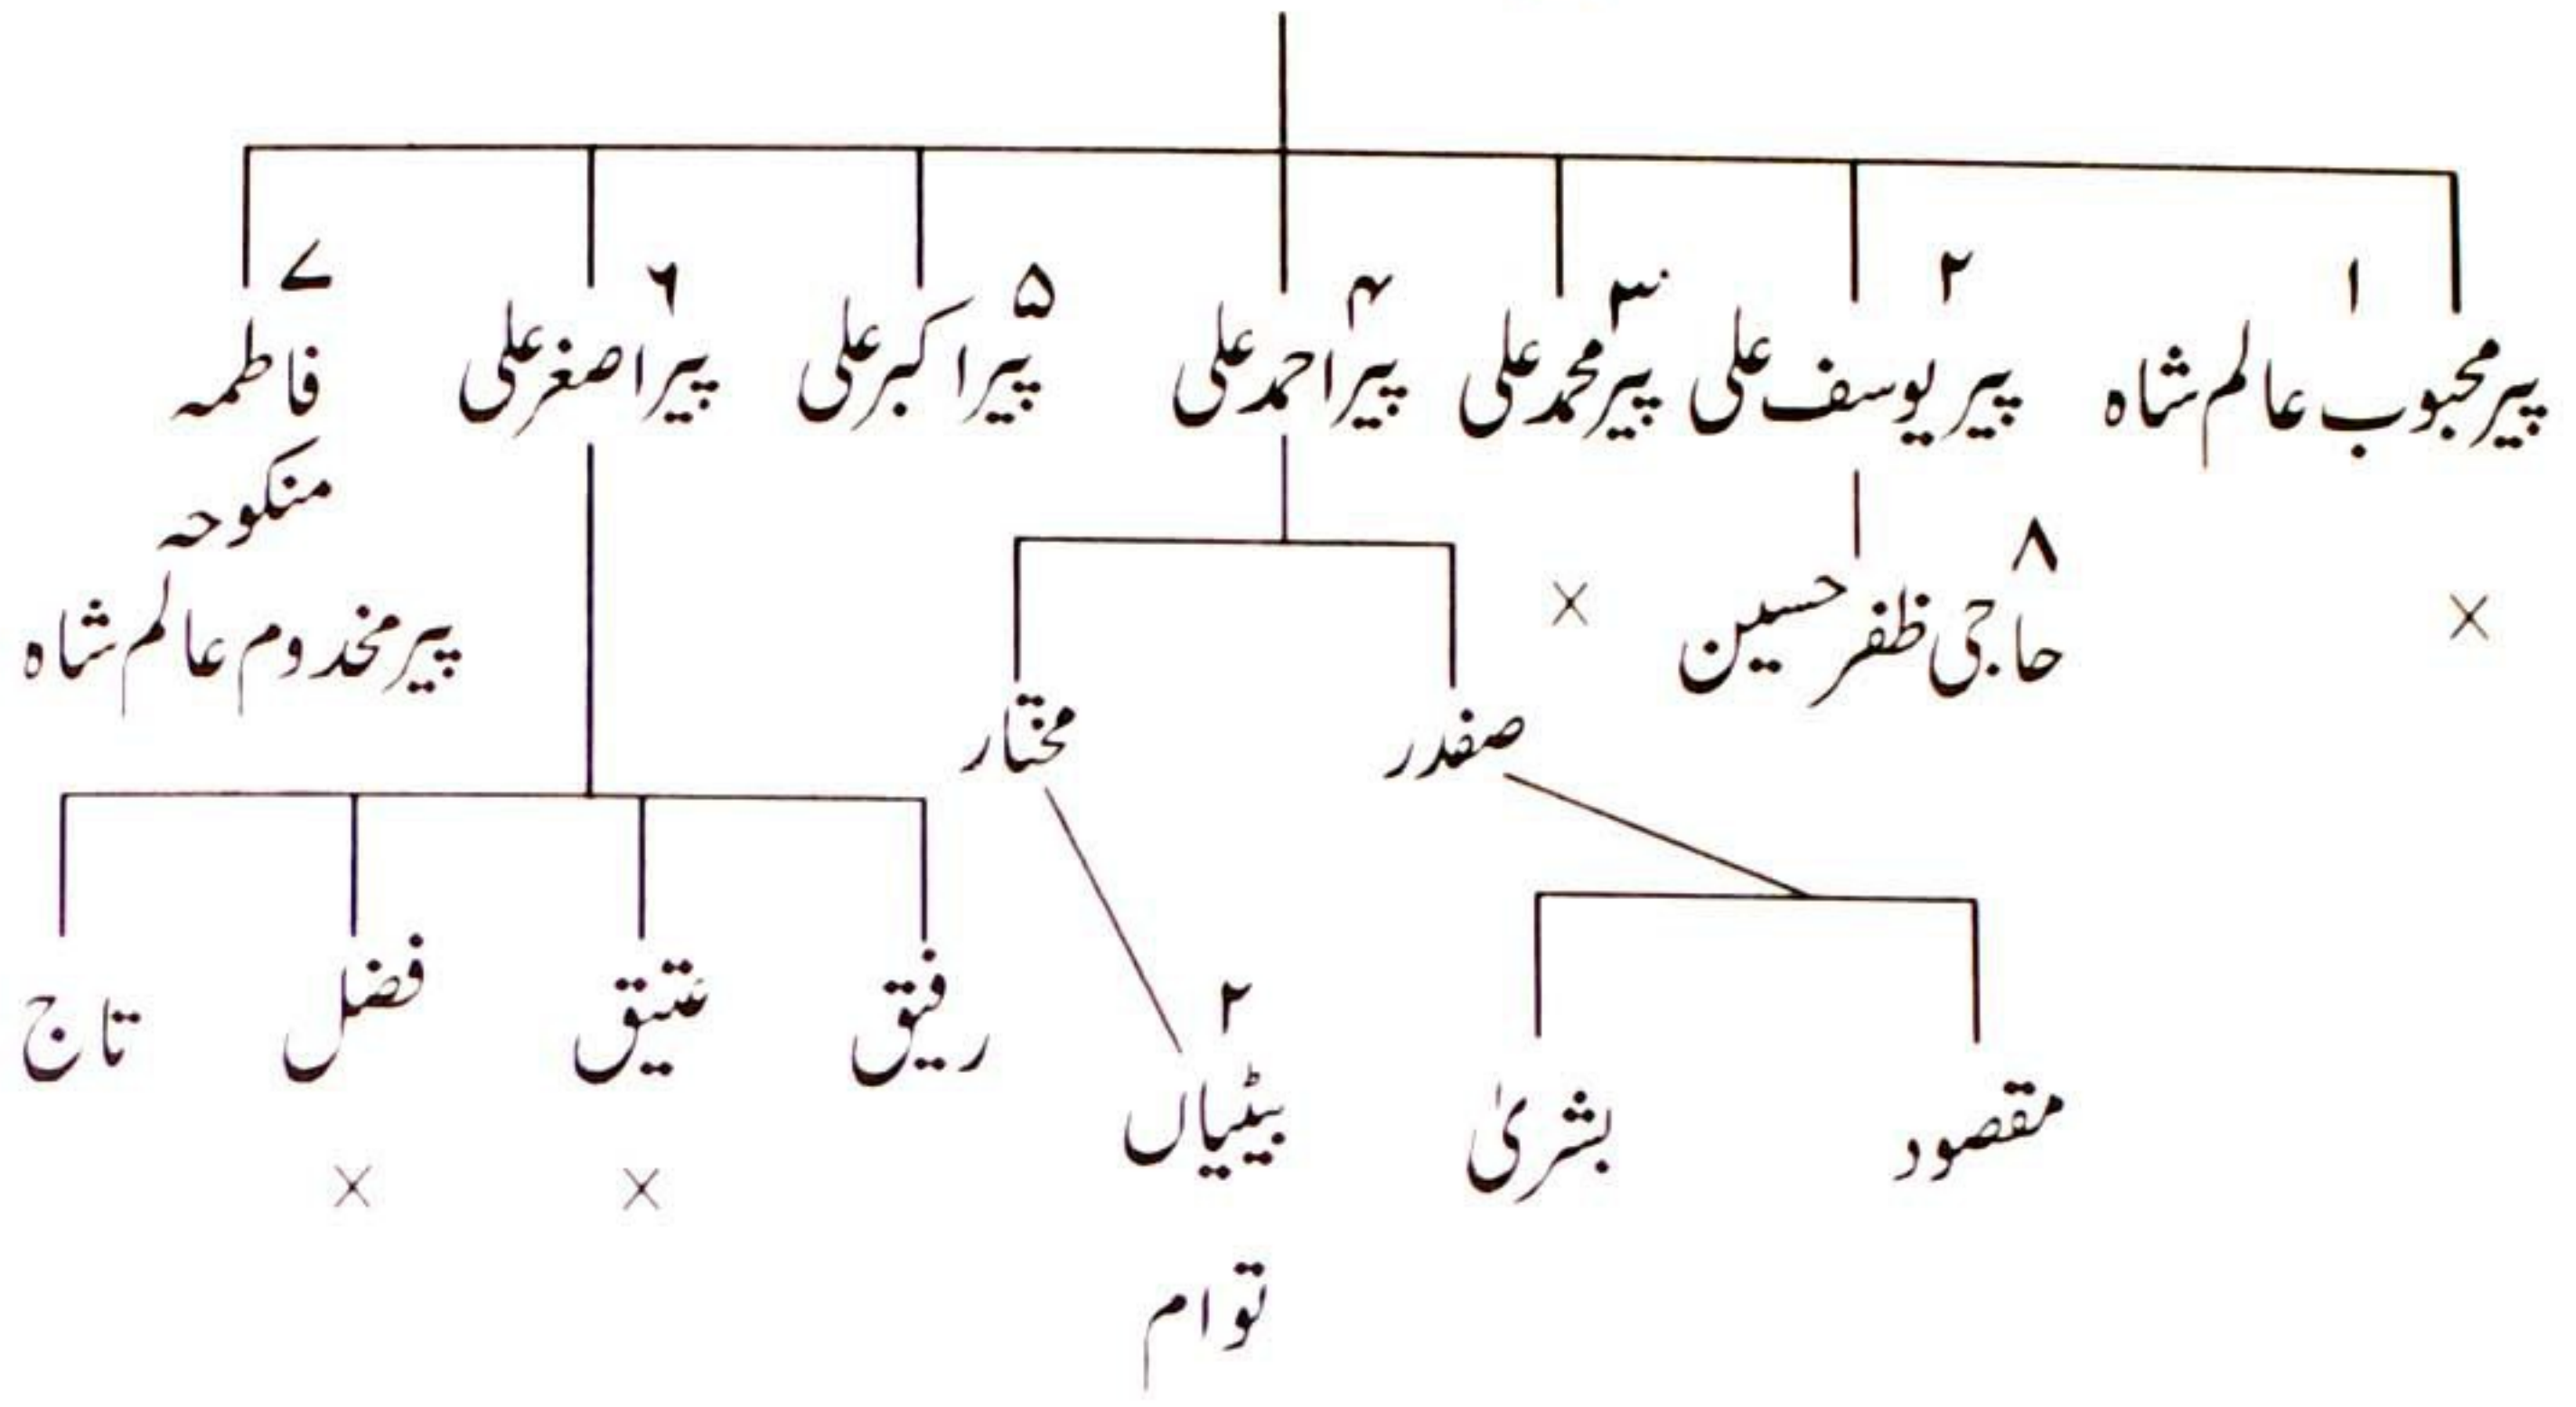 ۱ ۲ ۳ ۴ ۵ ۶ ۷
پیر محبوب عالم شاہ پیر یوسف علی پیر محمد علی پیر احمد علی پیر اکبر علی پیر اصغر علی فاطمہ
منکوحہ
پیر مخدوم عالم شاہ
۸
× حاجی ظفر حسین ×
صفدر مختار
رفیق عتیق فضل تاج
۲
مقصود بشریٰ بیٹیاں
× ×
توام